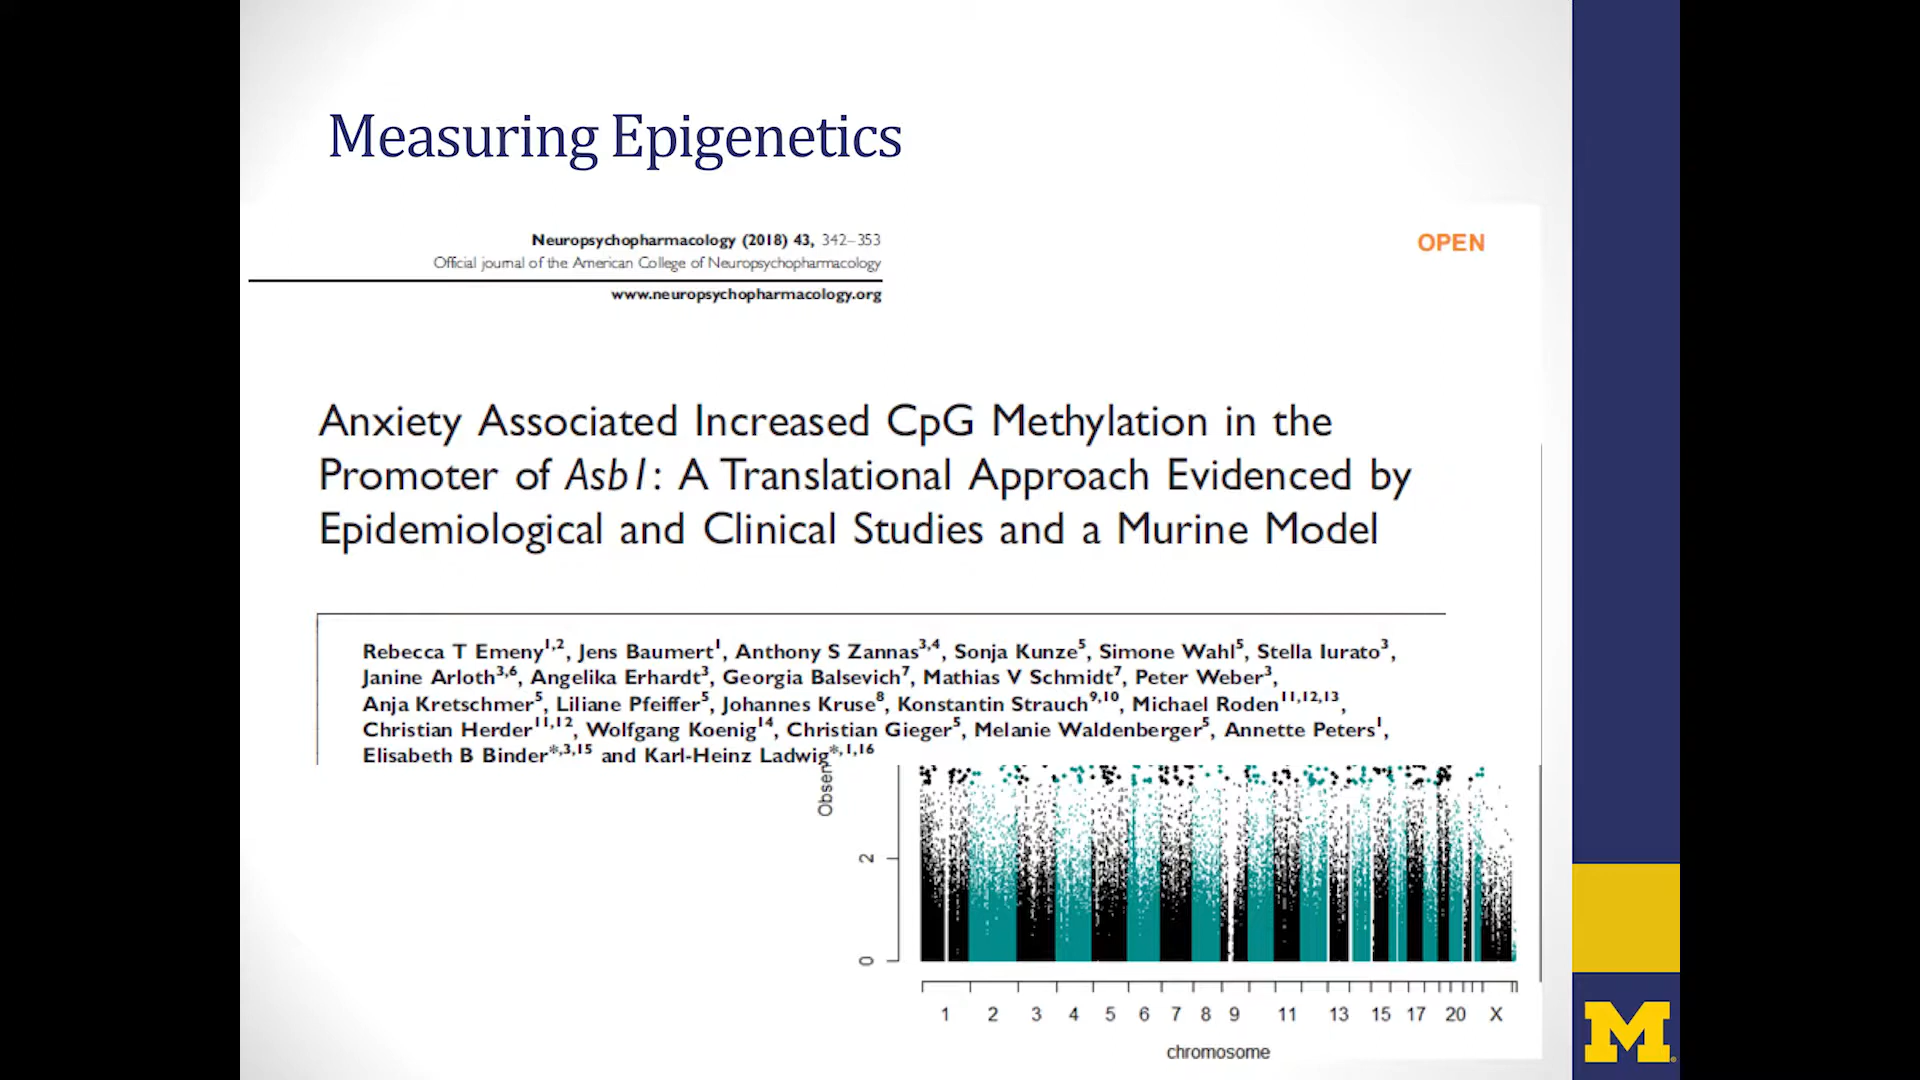 Measuring Epigenetics
Neuropsychopharmacology (2018) 43, 342–353
Official journal of the American College of Neuropsychopharmacology
www.neuropsychopharmacology.org
OPEN
Anxiety Associated Increased CpG Methylation in the
Promoter of Asb1: A Translational Approach Evidenced by
Epidemiological and Clinical Studies and a Murine Model
Rebecca T Emeny1,2, Jens Baumert1, Anthony S Zannas3,4, Sonja Kunze5, Simone Wahl5, Stella Iurato3,
Janine Arloth3,6, Angelika Erhardt3, Georgia Balsevich7, Mathias V Schmidt7, Peter Weber3,
Anja Kretschmer5, Liliane Pfeiffer5, Johannes Kruse8, Konstantin Strauch9,10, Michael Roden11,12,13,
Christian Herder11,12, Wolfgang Koenig14, Christian Gieger5, Melanie Waldenberger5, Annette Peters1,
Elisabeth B Binder*,3,15 and Karl-Heinz Ladwig*,1,16
2
0
1 2 3 4 5 6 7 8 9 11 13 15 17 20 X
chromosome
M